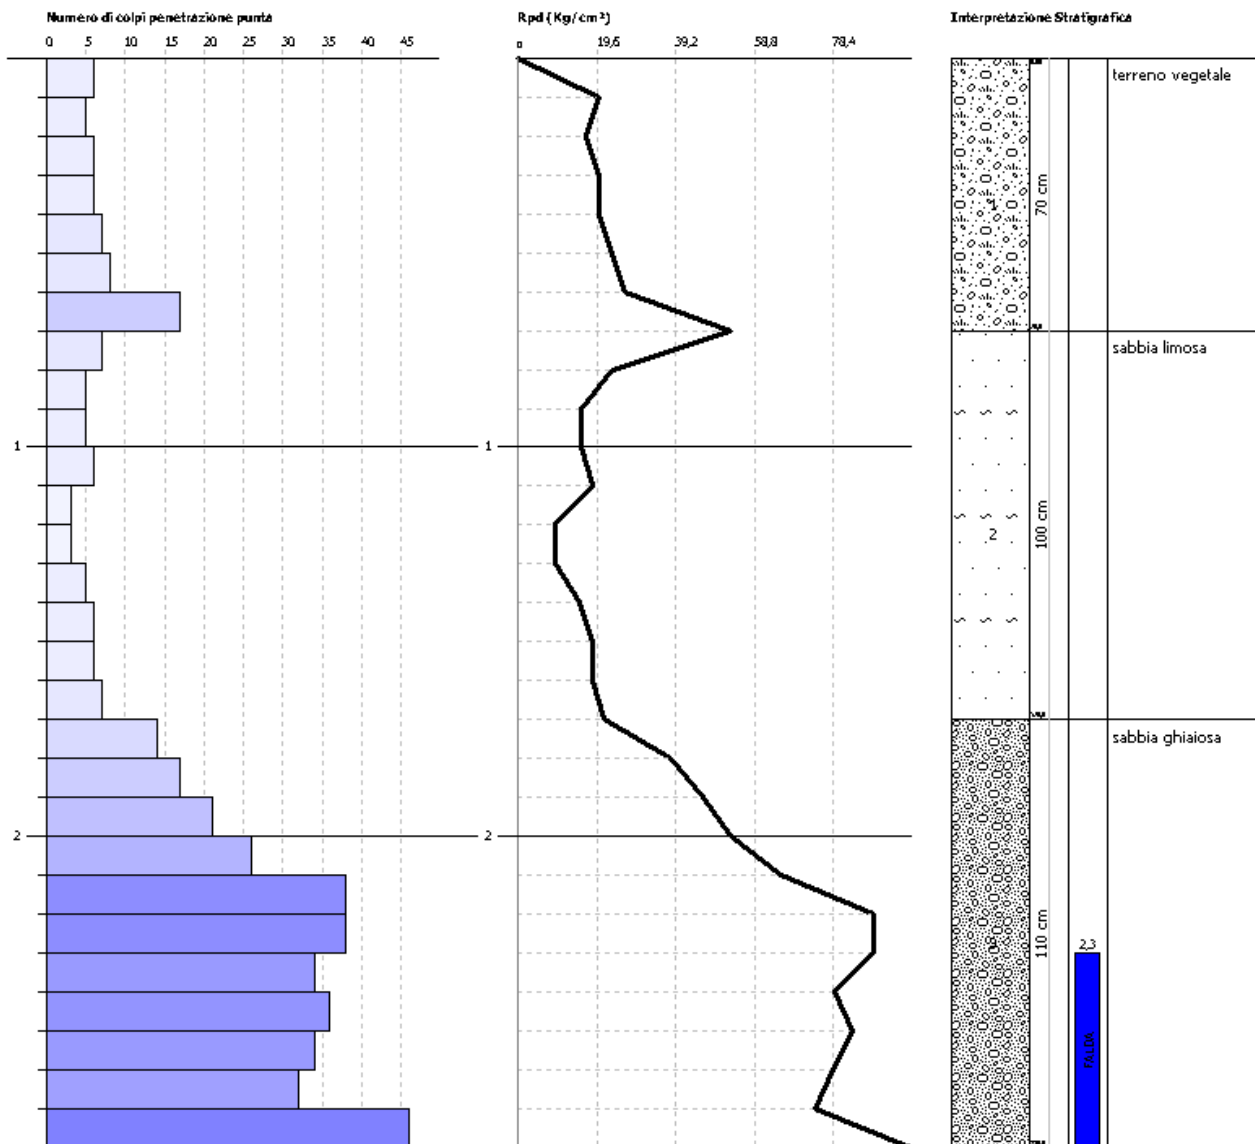 Numero di colpi penetrazione punta
0 5 10 15 20 25 30 35 40 45
Rpd (Kg/cm²)
0 19,6 39,2 58,8 78,4
Interpretazione Stratigrafica
terreno vegetale
1
70 cm
sabbia limosa
1
1
2
100 cm
sabbia ghiaiosa
2
2
3
110 cm
2,3
FALDA